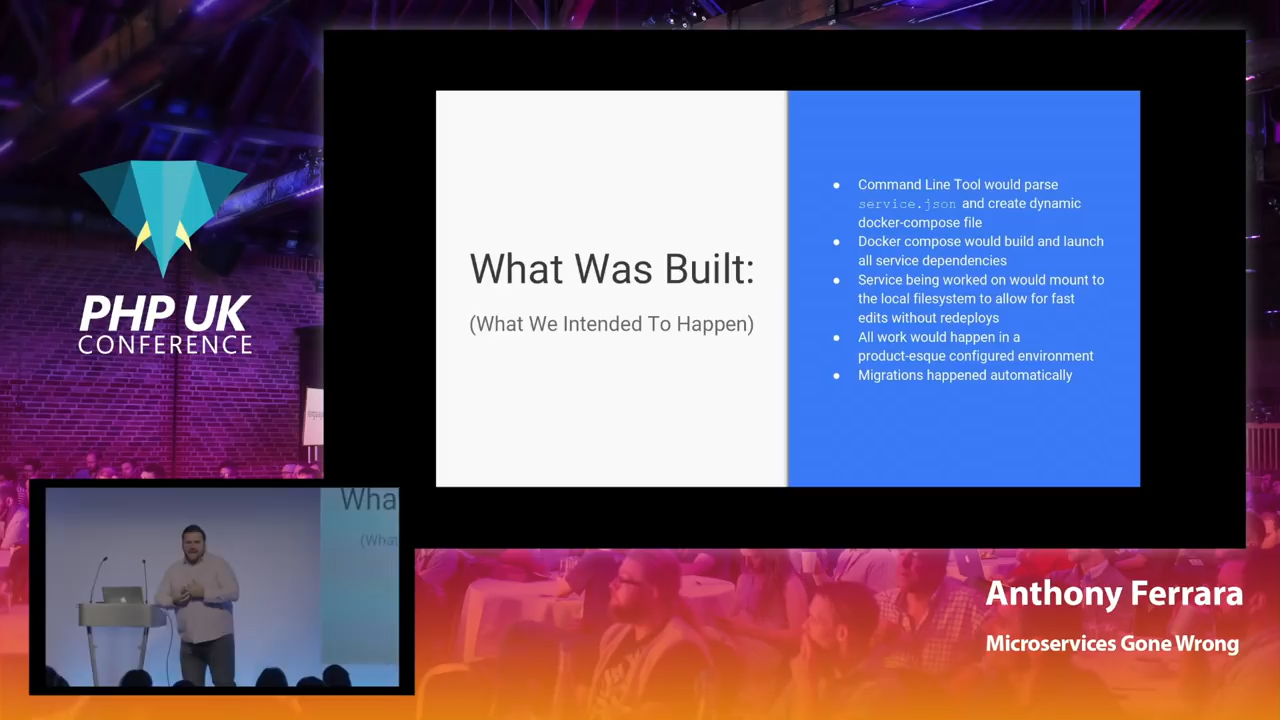 PHP UK
CONFERENCE
What Was Built:
(What We Intended To Happen)
● Command Line Tool would parse
service.json and create dynamic
docker-compose file
● Docker compose would build and launch
all service dependencies
● Service being worked on would mount to
the local filesystem to allow for fast
edits without redeploys
● All work would happen in a
product-esque configured environment
● Migrations happened automatically
Wha
(Wha
Anthony Ferrara
Microservices Gone Wrong